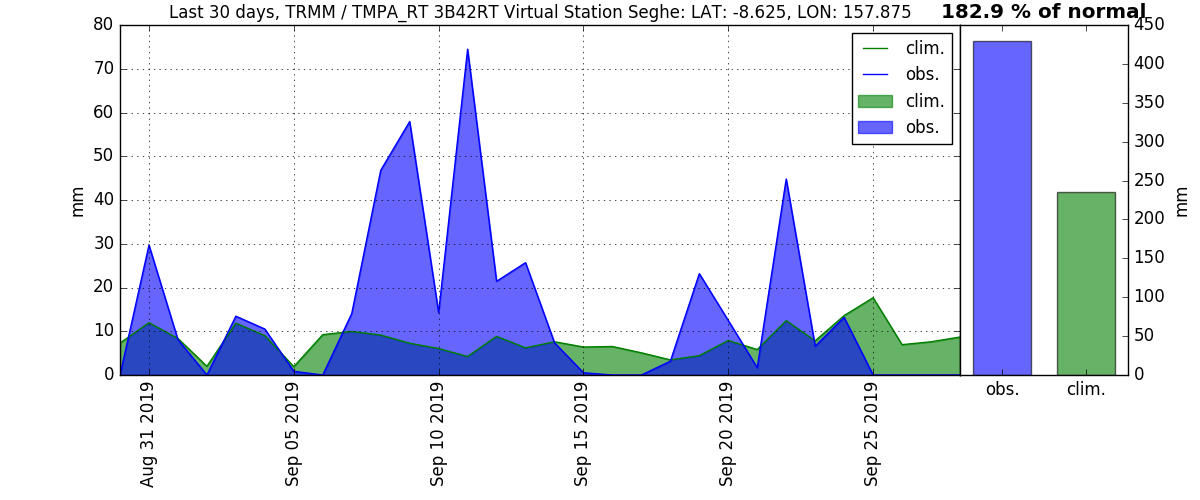 Last 30 days, TRMM / TMPA_RT 3B42RT Virtual Station Seghe: LAT: -8.625, LON: 157.875
182.9 % of normal
80
70
60
50
40
30
20
10
0
mm
clim.
obs.
clim.
obs.
Aug 31 2019
Sep 05 2019
Sep 10 2019
Sep 15 2019
Sep 20 2019
Sep 25 2019
450
400
350
300
250
200
150
100
50
0
mm
obs.
clim.